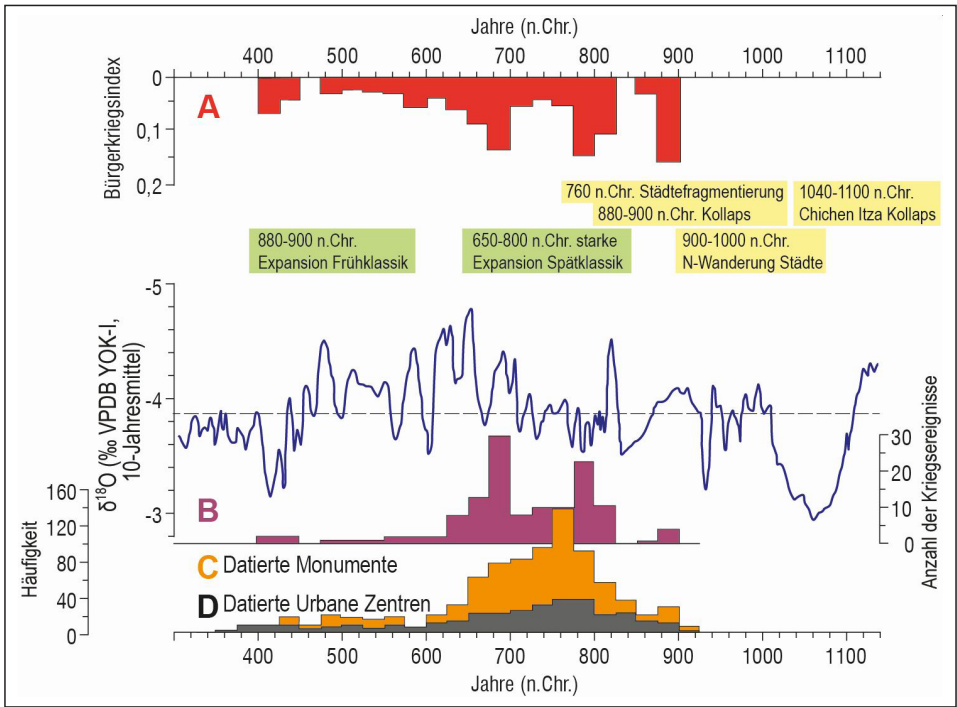 Jahre (n.Chr.)
400 500 600 700 800 900 1000 1100
Bürgerkriegsindex
0
0,1
0,2
A
760 n.Chr. Städtefragmentierung
880-900 n.Chr. Kollaps
1040-1100 n.Chr.
Chichen Itza Kollaps
880-900 n.Chr.
Expansion Frühklassik
650-800 n.Chr. starke
Expansion Spätklassik
900-1000 n.Chr.
N-Wanderung Städte
δ¹⁸O (‰ VPDB YOK-I,
10-Jahresmittel)
-5
-4
-3
B
Anzahl der Kriegsereignisse
30
20
10
0
Häufigkeit
160
120
80
40
0
C Datierte Monumente
D Datierte Urbane Zentren
400 500 600 700 800 900 1000 1100
Jahre (n.Chr.)